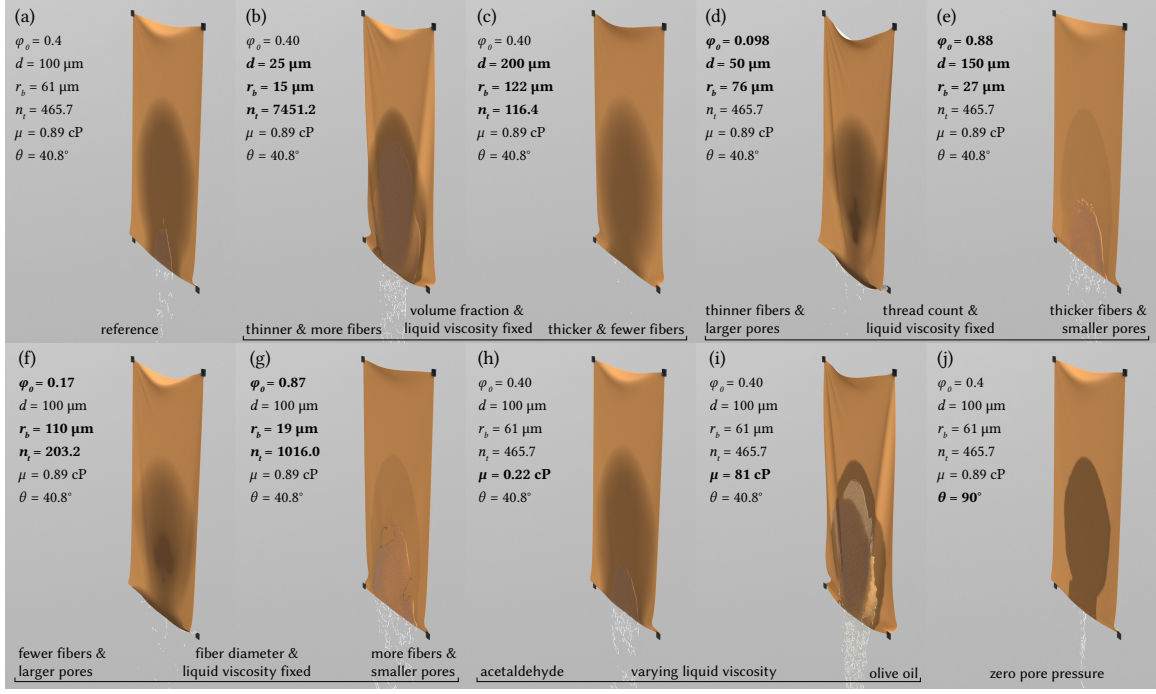 (a)
φ₀ = 0.4
d = 100 μm
r_b = 61 μm
n_t = 465.7
μ = 0.89 cP
θ = 40.8°
reference
(b)
φ₀ = 0.40
d = 25 μm
r_b = 15 μm
n_t = 7451.2
μ = 0.89 cP
θ = 40.8°
thinner & more fibers
volume fraction &
liquid viscosity fixed
(c)
φ₀ = 0.40
d = 200 μm
r_b = 122 μm
n_t = 116.4
μ = 0.89 cP
θ = 40.8°
thicker & fewer fibers
(d)
φ₀ = 0.098
d = 50 μm
r_b = 76 μm
n_t = 465.7
μ = 0.89 cP
θ = 40.8°
thinner fibers &
larger pores
thread count &
liquid viscosity fixed
(e)
φ₀ = 0.88
d = 150 μm
r_b = 27 μm
n_t = 465.7
μ = 0.89 cP
θ = 40.8°
thicker fibers &
smaller pores
(f)
φ₀ = 0.17
d = 100 μm
r_b = 110 μm
n_t = 203.2
μ = 0.89 cP
θ = 40.8°
fewer fibers &
larger pores
fiber diameter &
liquid viscosity fixed
(g)
φ₀ = 0.87
d = 100 μm
r_b = 19 μm
n_t = 1016.0
μ = 0.89 cP
θ = 40.8°
more fibers &
smaller pores
(h)
φ₀ = 0.40
d = 100 μm
r_b = 61 μm
n_t = 465.7
μ = 0.22 cP
θ = 40.8°
acetaldehyde
varying liquid viscosity
(i)
φ₀ = 0.40
d = 100 μm
r_b = 61 μm
n_t = 465.7
μ = 81 cP
θ = 40.8°
olive oil
(j)
φ₀ = 0.4
d = 100 μm
r_b = 61 μm
n_t = 465.7
μ = 0.89 cP
θ = 90°
zero pore pressure